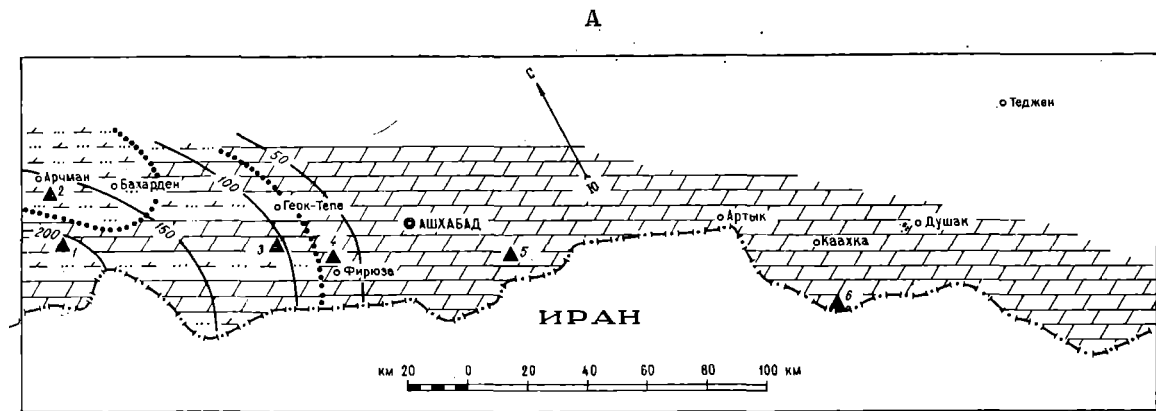 А
С
Ю
Теджен
50
100
150
200
Арчман
2
Бахарден
Геок-Тепе
АШХАБАД
Артык
Душак
Каахка
1
3
4
Фирюза
5
6
ИРАН
км 20 0 20 40 60 80 100 км